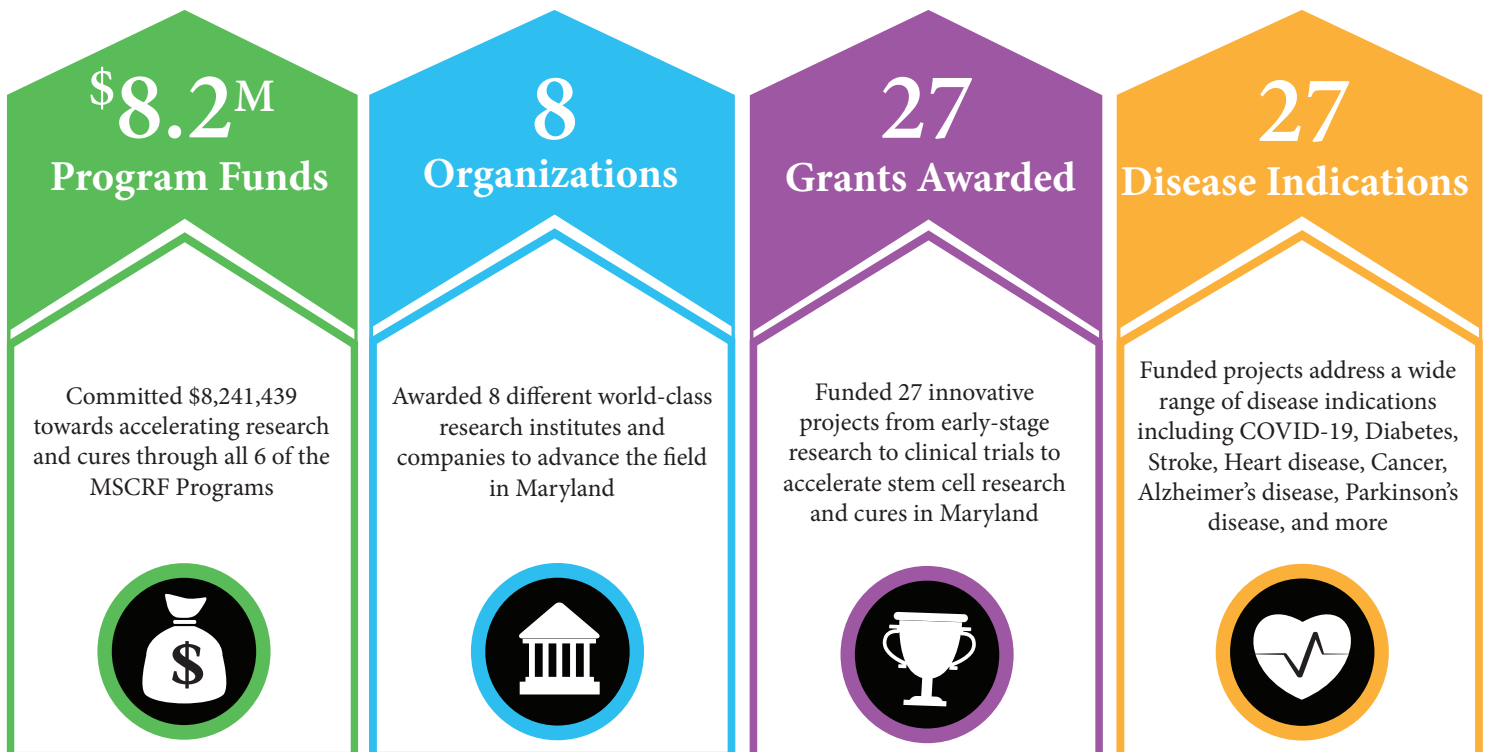 $8.2M
Program Funds
Committed $8,241,439
towards accelerating research
and cures through all 6 of the
MSCRF Programs
$
8
Organizations
Awarded 8 different world-class
research institutes and
companies to advance the field
in Maryland
27
Grants Awarded
Funded 27 innovative
projects from early-stage
research to clinical trials to
accelerate stem cell research
and cures in Maryland
27
Disease Indications
Funded projects address a wide
range of disease indications
including COVID-19, Diabetes,
Stroke, Heart disease, Cancer,
Alzheimer’s disease, Parkinson’s
disease, and more